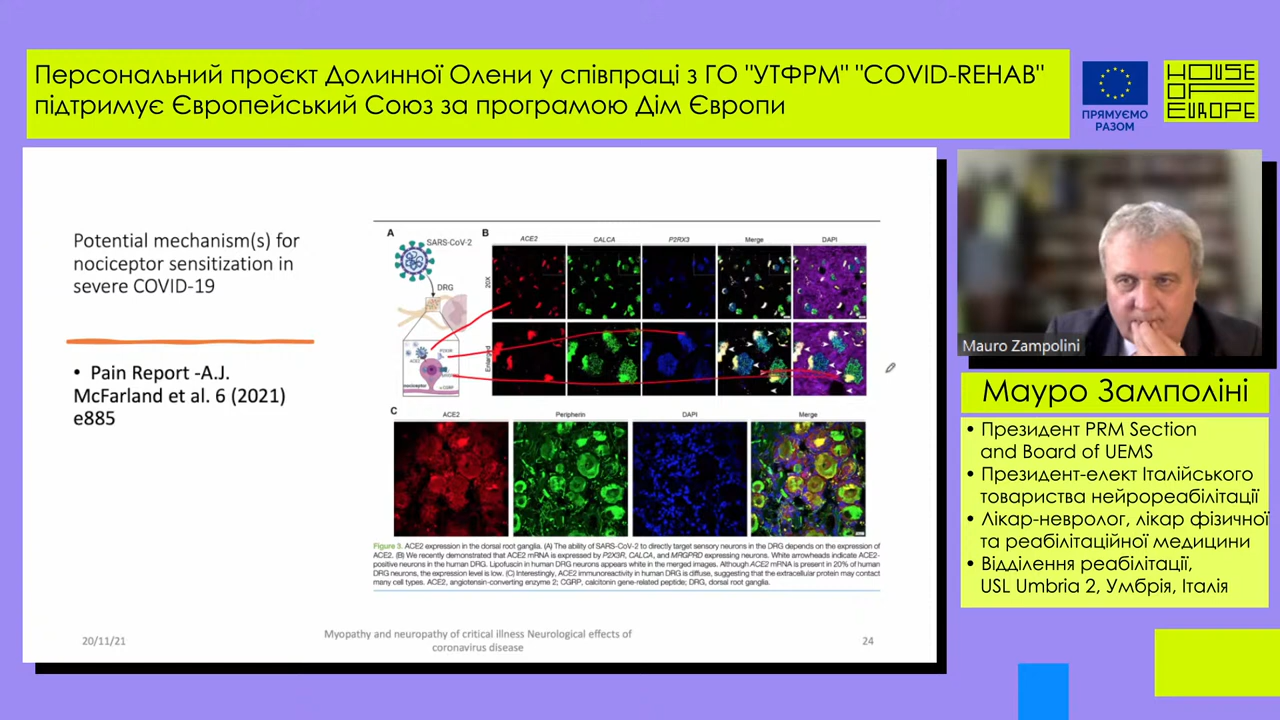 Персональний проєкт Долинної Олени у співпраці з ГО "УТФРМ" "COVID-REHAB"
підтримує Європейський Союз за програмою Дім Європи
ПРЯМУЄМО
РАЗОМ
HOUSE
OF
EUROPE
Potential mechanism(s) for
nociceptor sensitization in
severe COVID-19
• Pain Report -A.J.
McFarland et al. 6 (2021)
e885
A
SARS-CoV-2
DRG
ACE2
P2X3R
nociceptor
α-CGRP
B
ACE2
CALCA
P2RX3
Merge
DAPI
20X
Enlarged
C
ACE2
Peripherin
DAPI
Merge
Figure 3. ACE2 expression in the dorsal root ganglia. (A) The ability of SARS-CoV-2 to directly target sensory neurons in the DRG depends on the expression of
ACE2. (B) We recently demonstrated that ACE2 mRNA is expressed by P2X3R, CALCA, and MRGPRD expressing neurons. White arrowheads indicate ACE2-
positive neurons in the human DRG. Lipofuscin in human DRG neurons appears white in the merged images. Although ACE2 mRNA is present in 20% of human
DRG neurons, the expression level is low. (C) Interestingly, ACE2 immunoreactivity in human DRG is diffuse, suggesting that the extracellular protein may contact
many cell types. ACE2, angiotensin-converting enzyme 2; CGRP, calcitonin gene-related peptide; DRG, dorsal root ganglia.
20/11/21
Myopathy and neuropathy of critical illness Neurological effects of
coronavirus disease
24
Mauro Zampolini
Мауро Замполіні
• Президент PRM Section
and Board of UEMS
• Президент-елект Італійського
товариства нейрореабілітації
• Лікар-невролог, лікар фізичної
та реабілітаційної медицини
• Відділення реабілітації,
USL Umbria 2, Умбрія, Італія